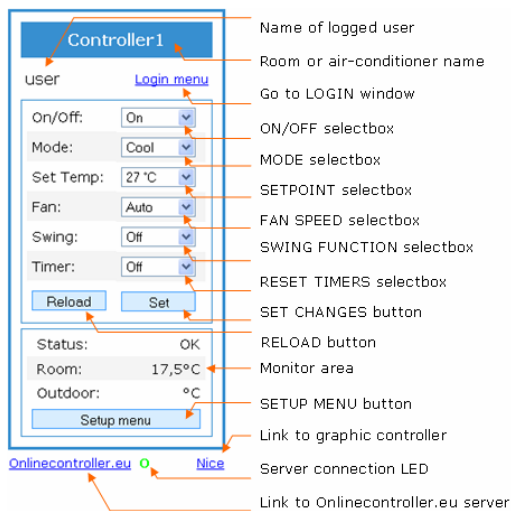 Controller1
user Login menu
On/Off: On
Mode: Cool
Set Temp: 27 °C
Fan: Auto
Swing: Off
Timer: Off
Reload Set
Status: OK
Room: 17,5°C
Outdoor: °C
Setup menu
Onlinecontroller.eu O Nice
Name of logged user
Room or air-conditioner name
Go to LOGIN window
ON/OFF selectbox
MODE selectbox
SETPOINT selectbox
FAN SPEED selectbox
SWING FUNCTION selectbox
RESET TIMERS selectbox
SET CHANGES button
RELOAD button
Monitor area
SETUP MENU button
Link to graphic controller
Server connection LED
Link to Onlinecontroller.eu server